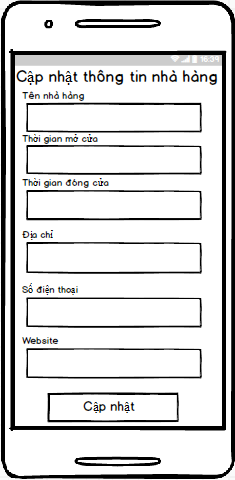 16:39
Cập nhật thông tin nhà hàng
Tên nhà hàng
Thời gian mở cửa
Thời gian đóng cửa
Địa chỉ
Số điện thoại
Website
Cập nhật